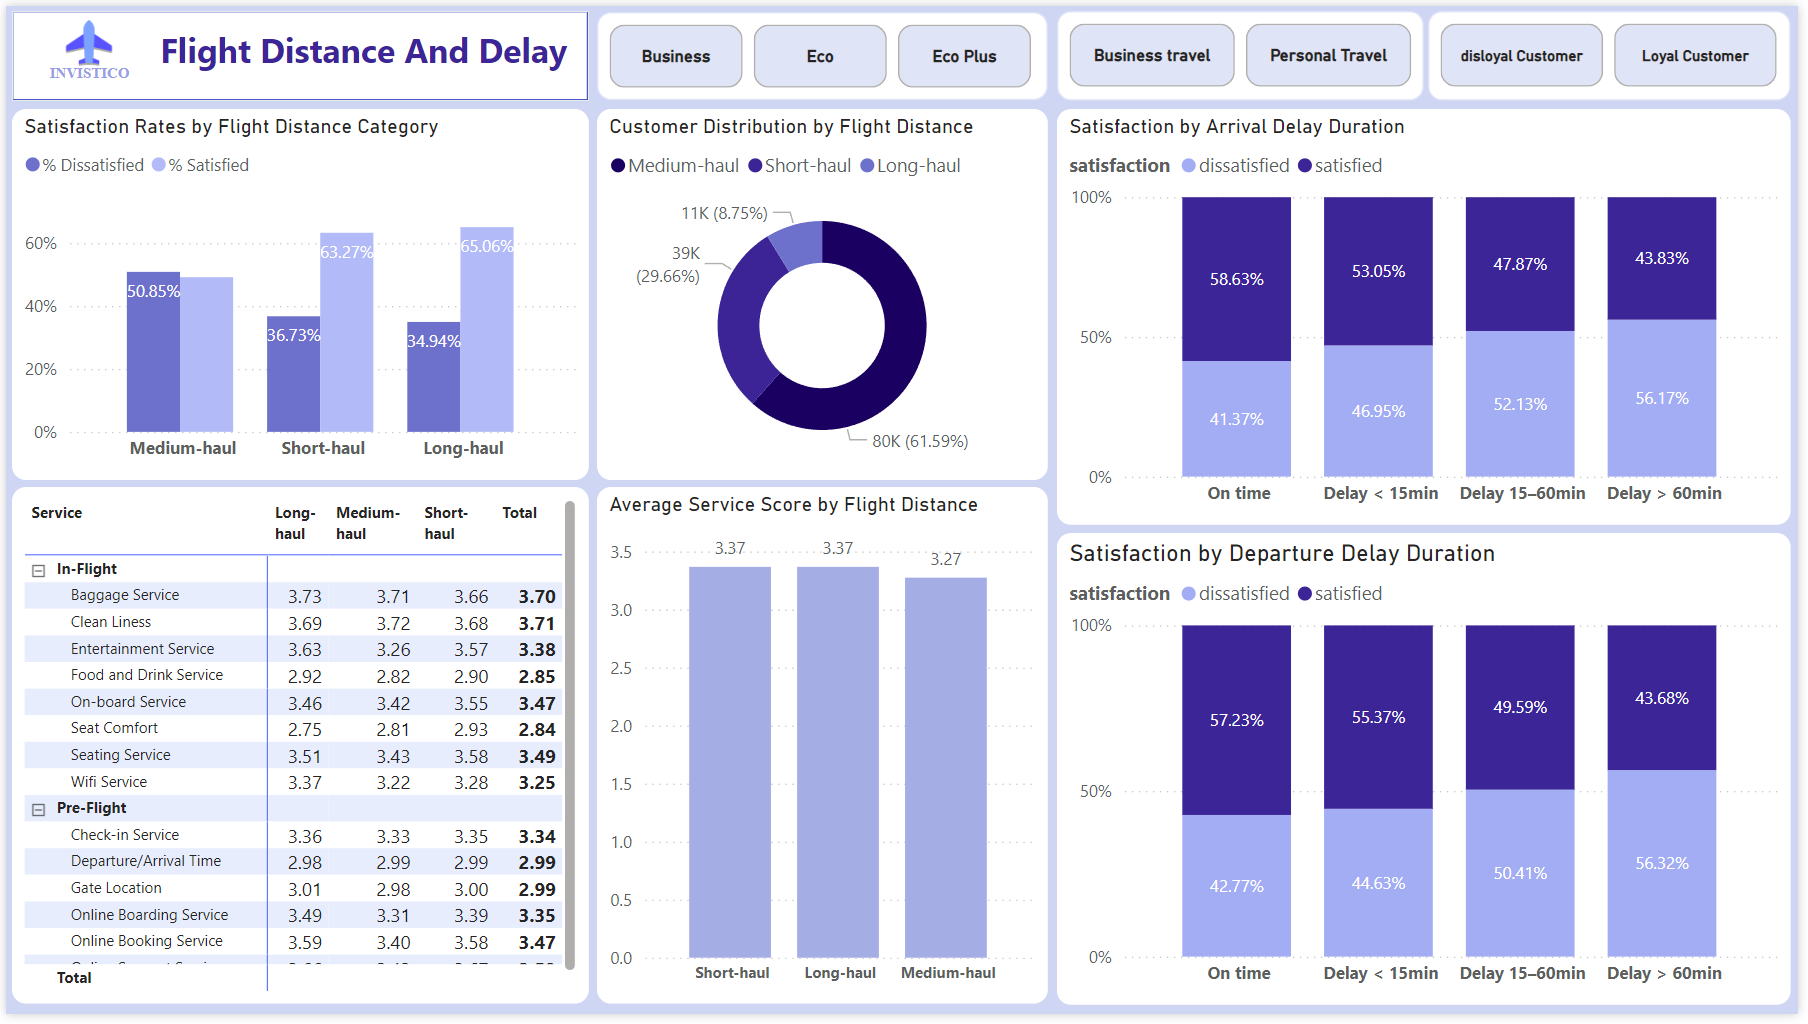 INVISTICO
Flight Distance And Delay
Business
Eco
Eco Plus
Business travel
Personal Travel
disloyal Customer
Loyal Customer
Satisfaction Rates by Flight Distance Category
% Dissatisfied % Satisfied
60%
40%
20%
0%
50.85%
36.73%
63.27%
34.94%
65.06%
Medium-haul
Short-haul
Long-haul
Customer Distribution by Flight Distance
Medium-haul Short-haul Long-haul
11K (8.75%)
39K
(29.66%)
80K (61.59%)
Satisfaction by Arrival Delay Duration
satisfaction dissatisfied satisfied
100%
50%
0%
58.63%
53.05%
47.87%
43.83%
41.37%
46.95%
52.13%
56.17%
On time
Delay < 15min
Delay 15–60min
Delay > 60min
Service Long-haul Medium-haul Short-haul Total
In-Flight
Baggage Service 3.73 3.71 3.66 3.70
Clean Liness 3.69 3.72 3.68 3.71
Entertainment Service 3.63 3.26 3.57 3.38
Food and Drink Service 2.92 2.82 2.90 2.85
On-board Service 3.46 3.42 3.55 3.47
Seat Comfort 2.75 2.81 2.93 2.84
Seating Service 3.51 3.43 3.58 3.49
Wifi Service 3.37 3.22 3.28 3.25
Pre-Flight
Check-in Service 3.36 3.33 3.35 3.34
Departure/Arrival Time 2.98 2.99 2.99 2.99
Gate Location 3.01 2.98 3.00 2.99
Online Boarding Service 3.49 3.31 3.39 3.35
Online Booking Service 3.59 3.40 3.58 3.47
Total
Average Service Score by Flight Distance
3.5
3.0
2.5
2.0
1.5
1.0
0.5
0.0
3.37
3.37
3.27
Short-haul
Long-haul
Medium-haul
Satisfaction by Departure Delay Duration
satisfaction dissatisfied satisfied
100%
50%
0%
57.23%
55.37%
49.59%
43.68%
42.77%
44.63%
50.41%
56.32%
On time
Delay < 15min
Delay 15–60min
Delay > 60min